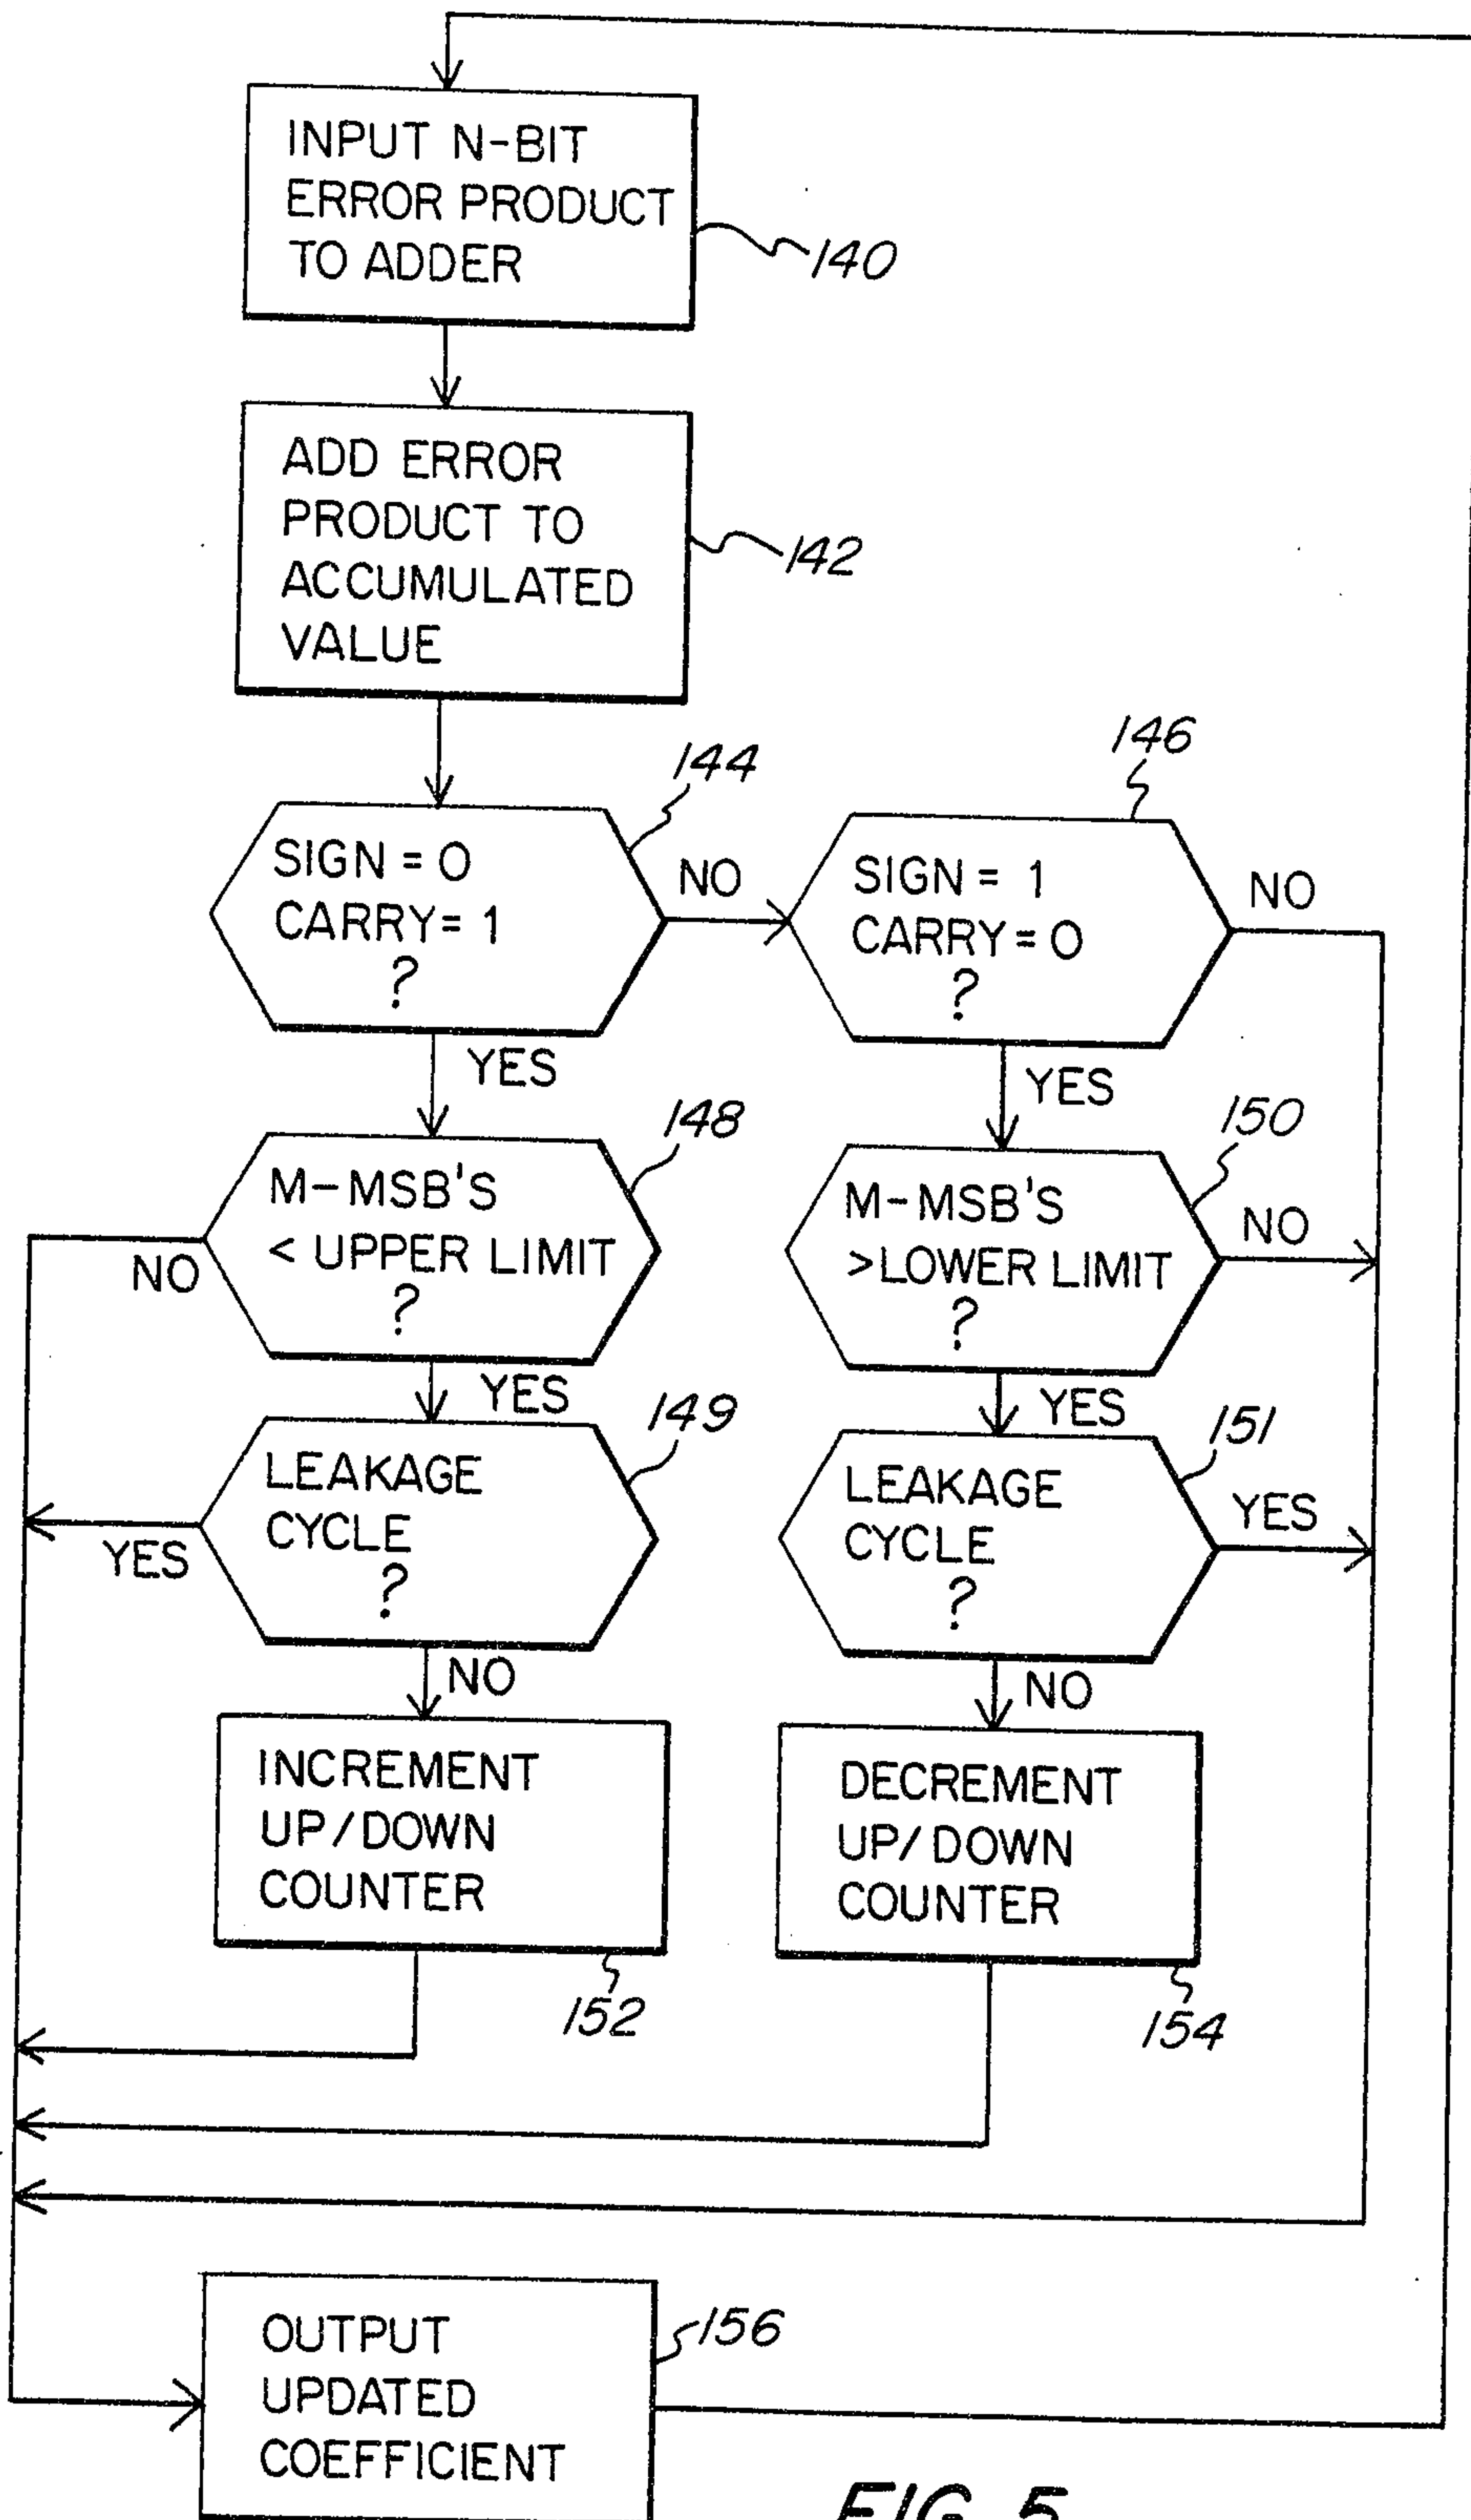 INPUT N-BIT
ERROR PRODUCT
TO ADDER
140
ADD ERROR
PRODUCT TO
ACCUMULATED
VALUE
142
144
146
SIGN = 0
CARRY = 1
?
NO
SIGN = 1
CARRY = 0
?
NO
YES
YES
148
150
M-MSB'S
< UPPER LIMIT
?
NO
M-MSB'S
>LOWER LIMIT
?
NO
YES
YES
149
151
LEAKAGE
CYCLE
?
YES
LEAKAGE
CYCLE
?
YES
NO
NO
INCREMENT
UP/DOWN
COUNTER
152
DECREMENT
UP/DOWN
COUNTER
154
OUTPUT
UPDATED
COEFFICIENT
156
FIG. 5